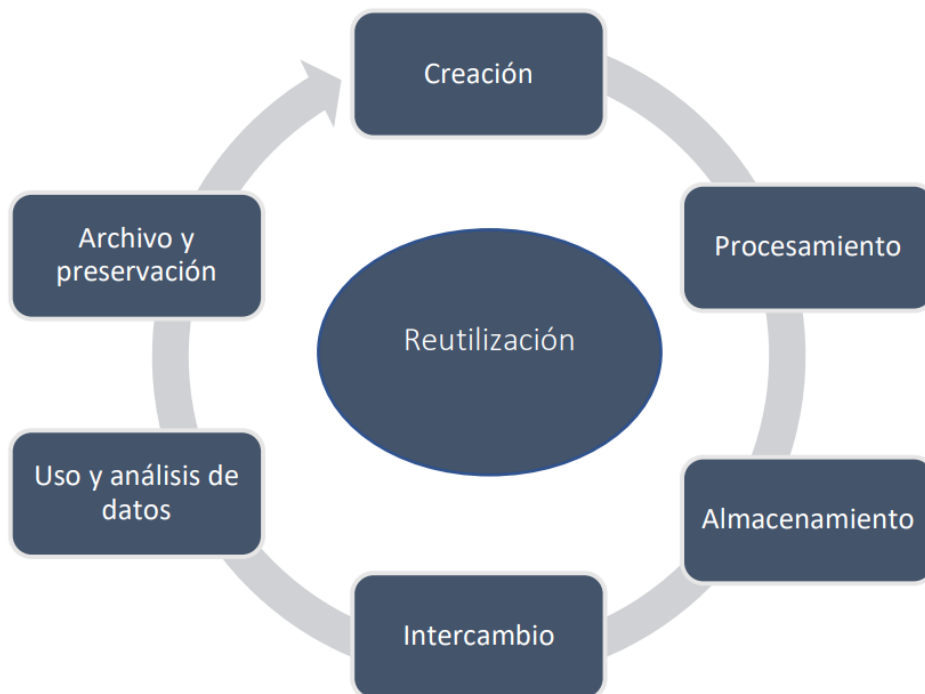 Creación
Procesamiento
Almacenamiento
Intercambio
Uso y análisis de
datos
Archivo y
preservación
Reutilización